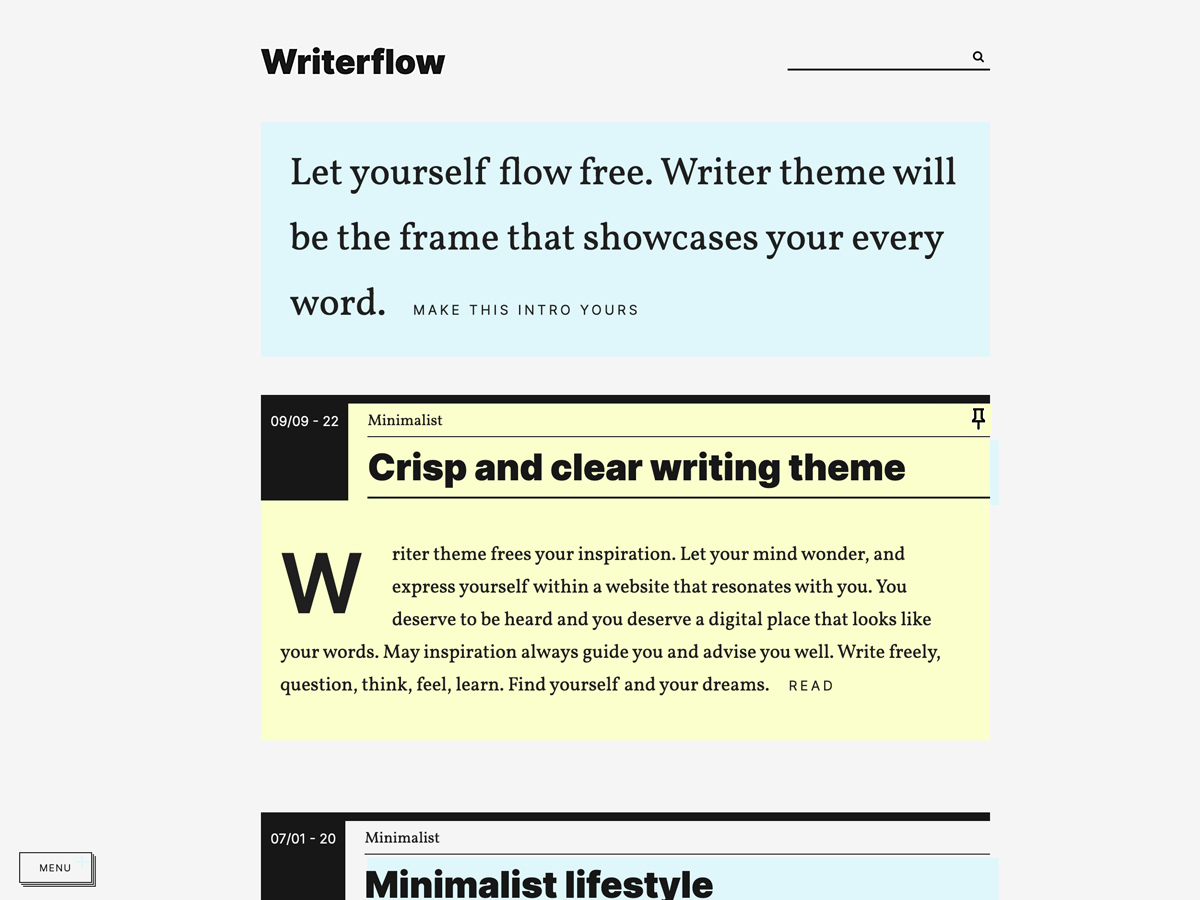 Writerflow
Let yourself flow free. Writer theme will
be the frame that showcases your every
word. MAKE THIS INTRO YOURS
09/09 - 22
Minimalist
Crisp and clear writing theme
Writer theme frees your inspiration. Let your mind wonder, and
express yourself within a website that resonates with you. You
deserve to be heard and you deserve a digital place that looks like
your words. May inspiration always guide you and advise you well. Write freely,
question, think, feel, learn. Find yourself and your dreams. READ
07/01 - 20
Minimalist
Minimalist lifestyle
MENU